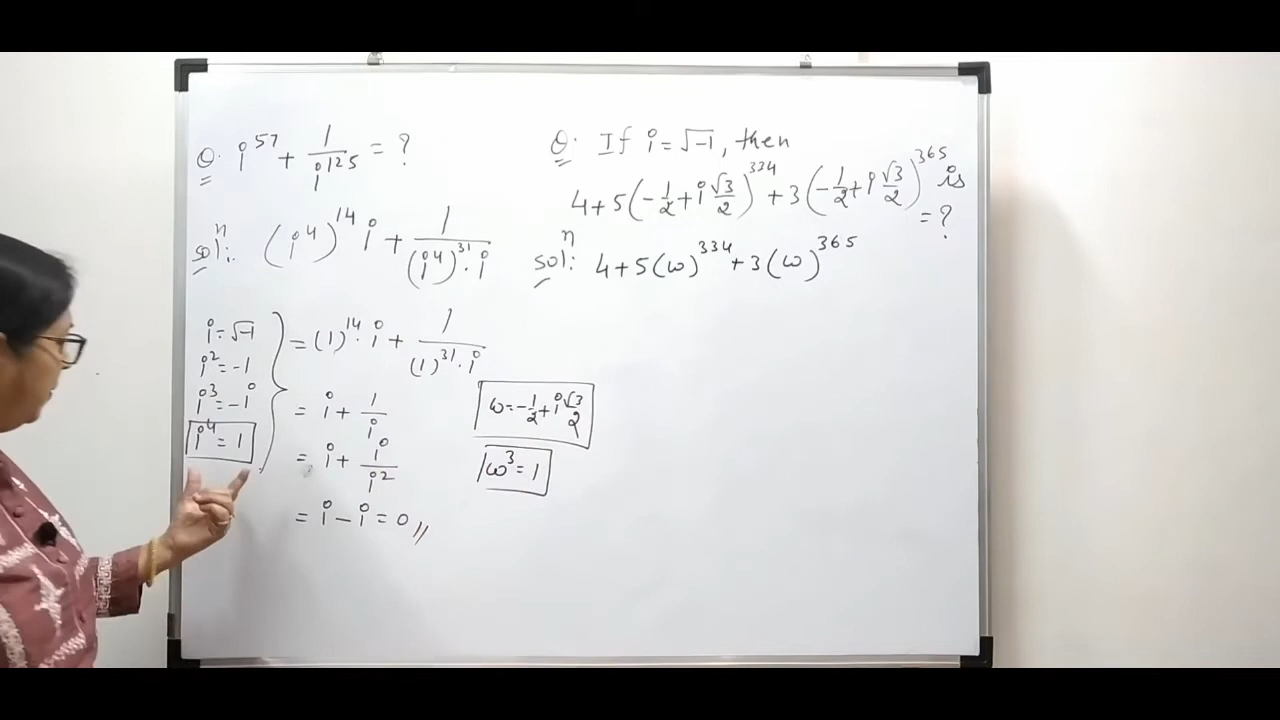 Q. i^57 + 1/i^125 = ?
solⁿ: (i^4)^14 i + 1/((i^4)^31 · i)
i = √-1
i^2 = -1
i^3 = -i
i^4 = 1
= (1)^14 · i + 1/((1)^31 · i)
= i + 1/i
= i + i/i^2
= i - i = 0 //
ω = -1/2 + i√3/2
ω^3 = 1
Q. If i = √-1, then
4 + 5(-1/2 + i√3/2)^334 + 3(-1/2 + i√3/2)^365 is
= ?
solⁿ: 4 + 5(ω)^334 + 3(ω)^365